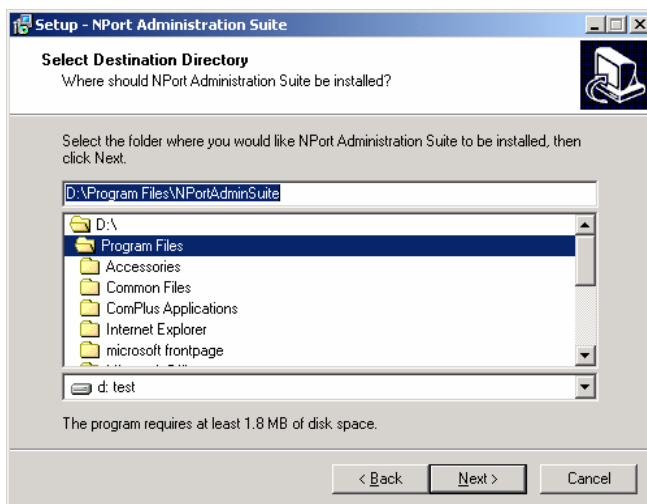 Setup - NPort Administration Suite
Select Destination Directory
Where should NPort Administration Suite be installed?
Select the folder where you would like NPort Administration Suite to be installed, then
click Next.
D:\Program Files\NPortAdminSuite
D:\
Program Files
Accessories
Common Files
ComPlus Applications
Internet Explorer
microsoft frontpage
d: test
The program requires at least 1.8 MB of disk space.
< Back
Next >
Cancel